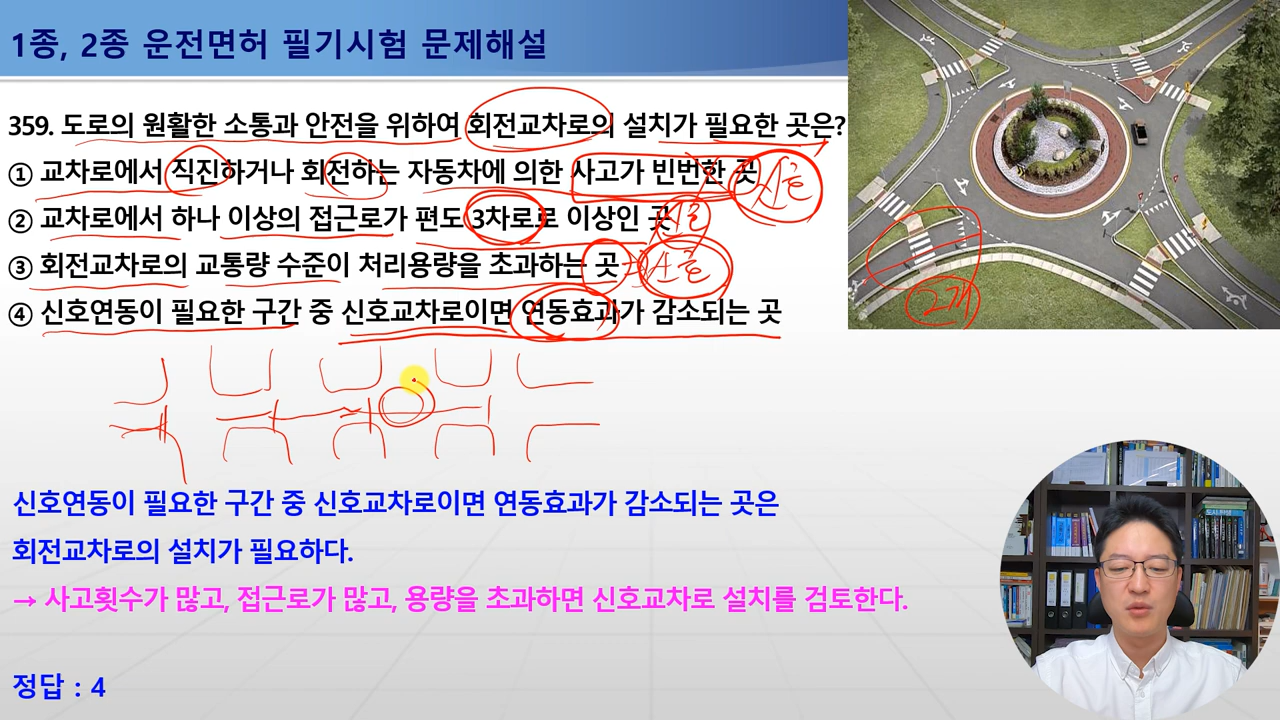 1종, 2종 운전면허 필기시험 문제해설
359. 도로의 원활한 소통과 안전을 위하여 회전교차로의 설치가 필요한 곳은?
① 교차로에서 직진하거나 회전하는 자동차에 의한 사고가 빈번한 곳
② 교차로에서 하나 이상의 접근로가 편도 3차로로 이상인 곳
③ 회전교차로의 교통량 수준이 처리용량을 초과하는 곳
④ 신호연동이 필요한 구간 중 신호교차로이면 연동효과가 감소되는 곳
2개
신호연동이 필요한 구간 중 신호교차로이면 연동효과가 감소되는 곳은
회전교차로의 설치가 필요하다.
→ 사고횟수가 많고, 접근로가 많고, 용량을 초과하면 신호교차로 설치를 검토한다.
정답 : 4